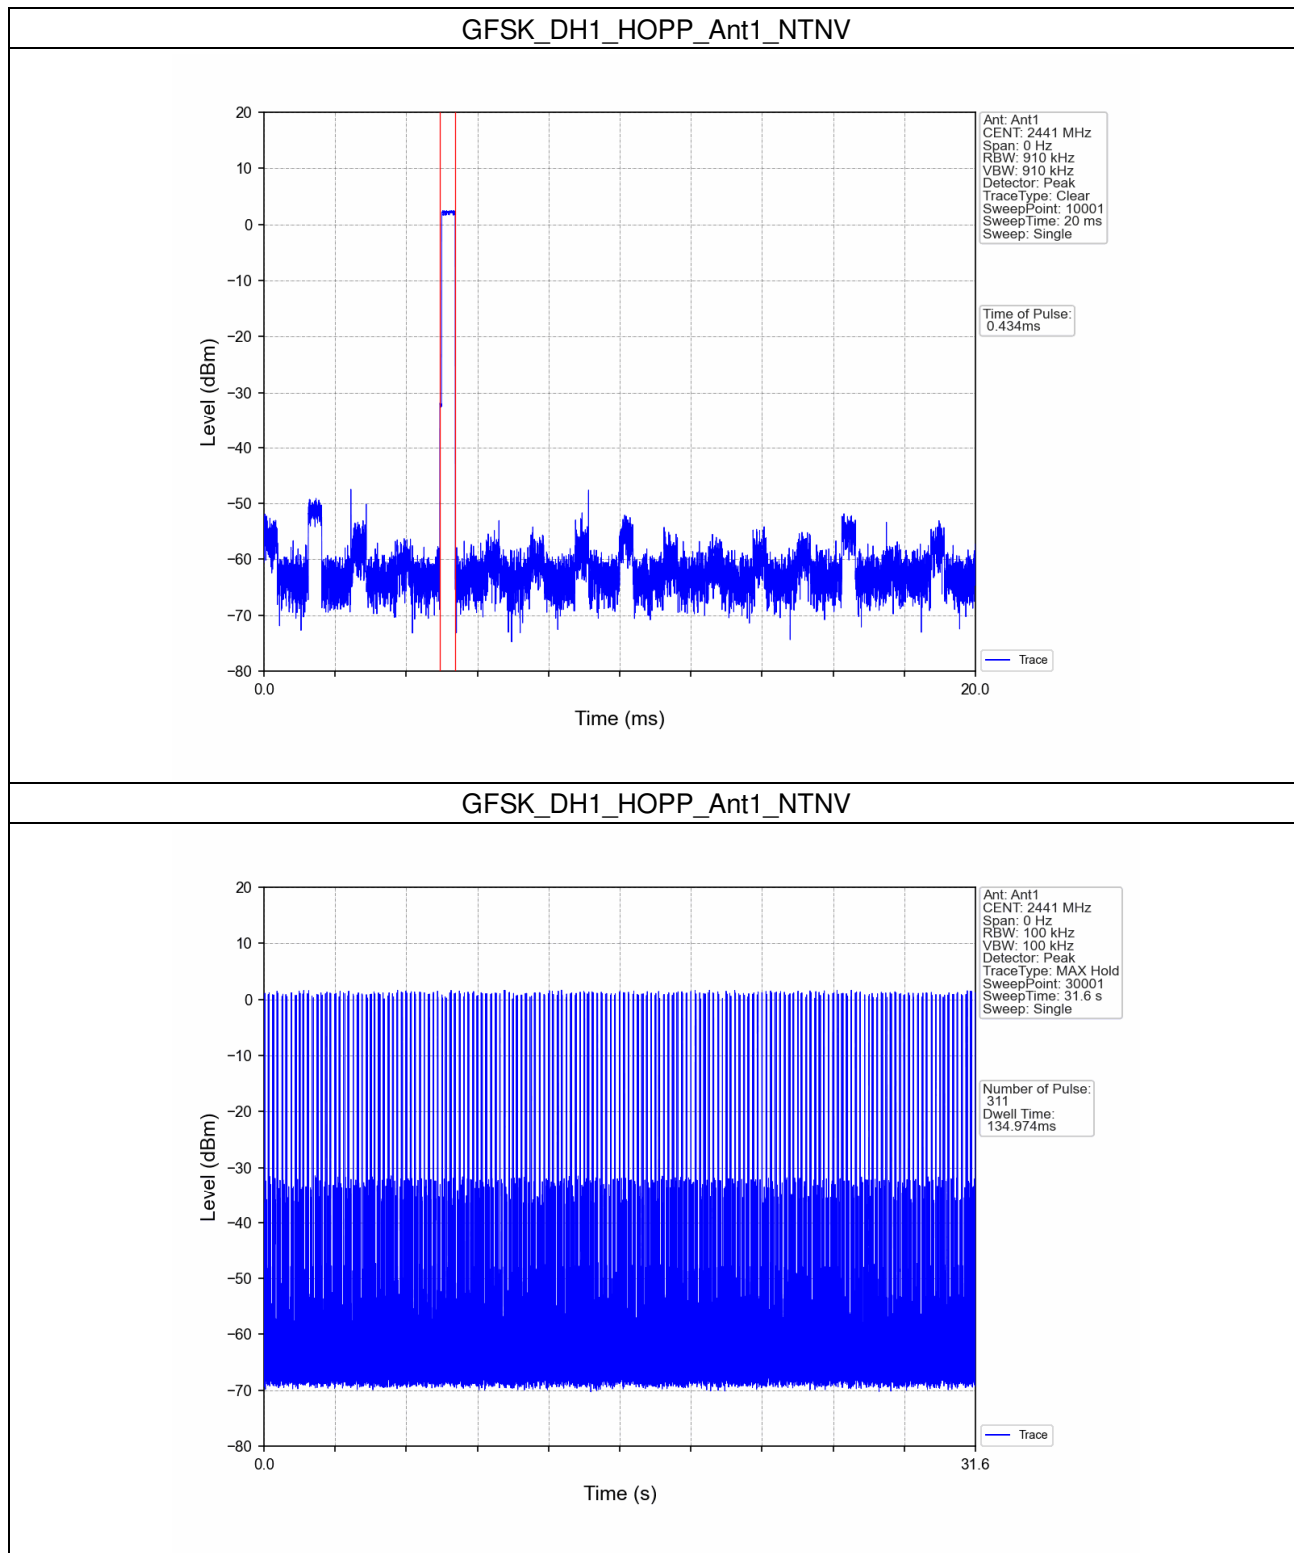 GFSK_DH1_HOPP_Ant1_NTNV
20
10
0
−10
−20
−30
−40
−50
−60
−70
−80
Level (dBm)
0.0
20.0
Time (ms)
Ant: Ant1
CENT: 2441 MHz
Span: 0 Hz
RBW: 910 kHz
VBW: 910 kHz
Detector: Peak
TraceType: Clear
SweepPoint: 10001
SweepTime: 20 ms
Sweep: Single
Time of Pulse:
0.434ms
Trace
GFSK_DH1_HOPP_Ant1_NTNV
20
10
0
−10
−20
−30
−40
−50
−60
−70
−80
Level (dBm)
0.0
31.6
Time (s)
Ant: Ant1
CENT: 2441 MHz
Span: 0 Hz
RBW: 100 kHz
VBW: 100 kHz
Detector: Peak
TraceType: MAX Hold
SweepPoint: 30001
SweepTime: 31.6 s
Sweep: Single
Number of Pulse:
311
Dwell Time:
134.974ms
Trace